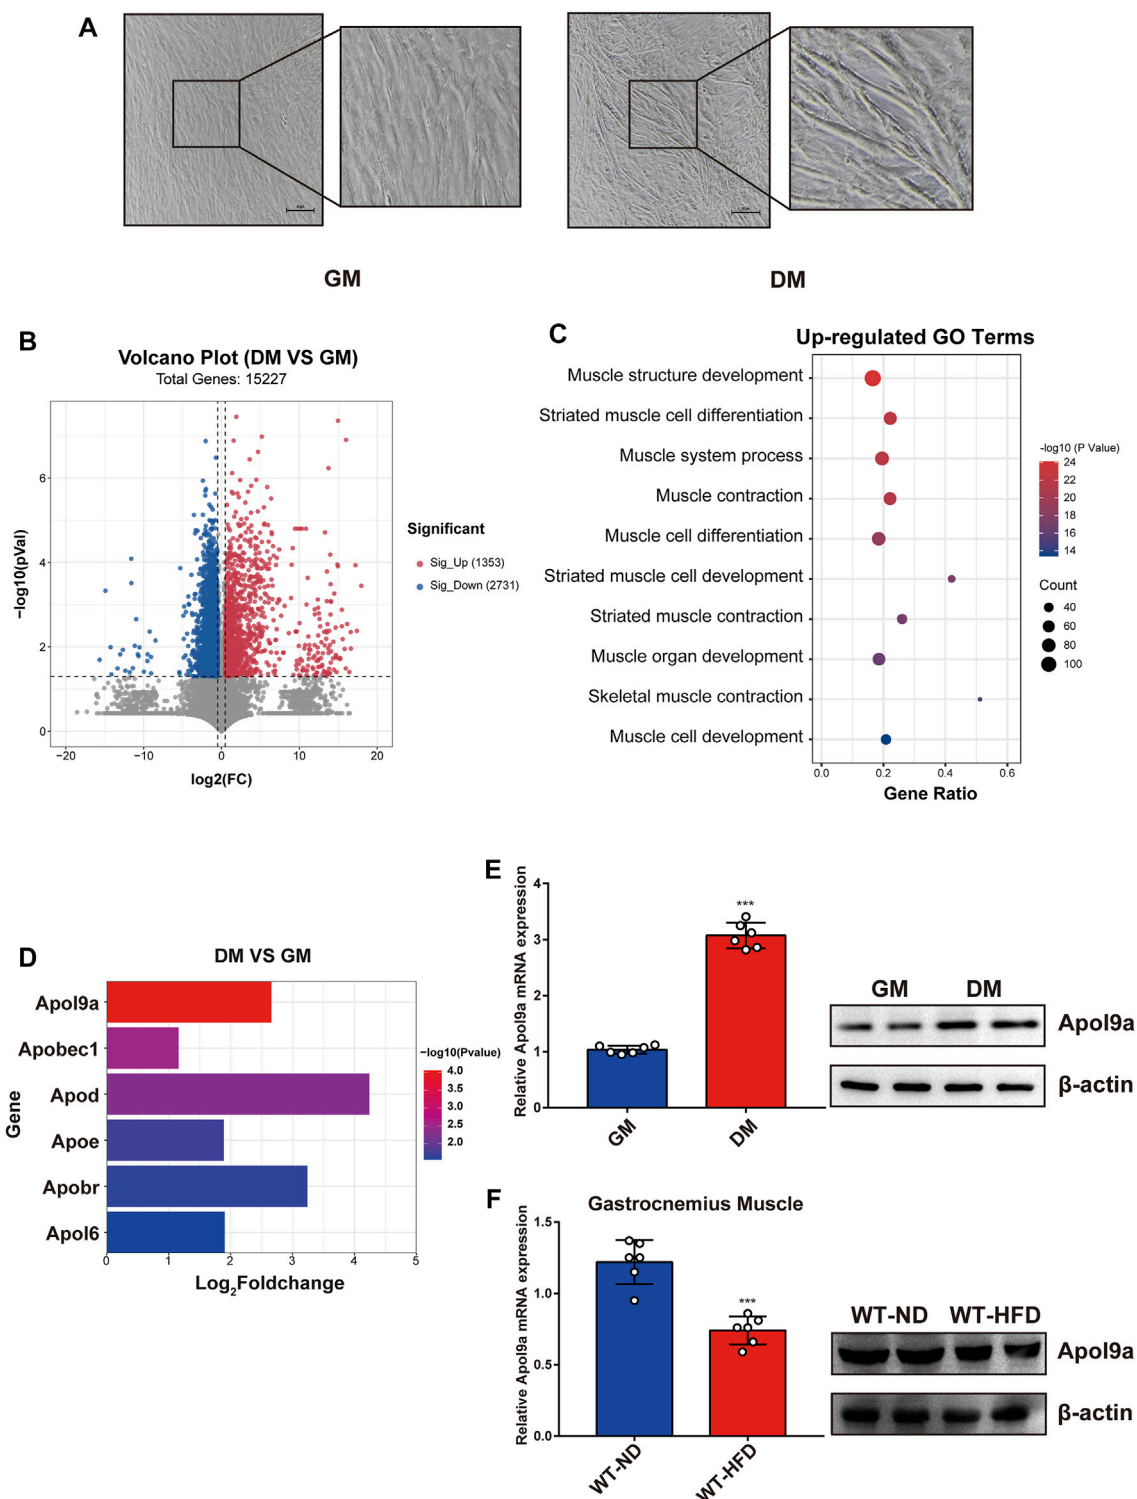 A
GM
DM
B
Volcano Plot (DM VS GM)
Total Genes: 15227
−log10(pVal)
6
4
2
0
−20
−10
0
10
20
log2(FC)
Significant
Sig_Up (1353)
Sig_Down (2731)
C
Up-regulated GO Terms
Muscle structure development
Striated muscle cell differentiation
Muscle system process
Muscle contraction
Muscle cell differentiation
Striated muscle cell development
Striated muscle contraction
Muscle organ development
Skeletal muscle contraction
Muscle cell development
0.0
0.2
0.4
0.6
Gene Ratio
-log10 (P Value)
24
22
20
18
16
14
Count
40
60
80
100
D
DM VS GM
Gene
Apol9a
Apobec1
Apod
Apoe
Apobr
Apol6
0
1
2
3
4
5
Log2Foldchange
−log10(Pvalue)
4.0
3.5
3.0
2.5
2.0
E
Relative Apol9a mRNA expression
4
3
2
1
0
***
GM
DM
GM DM
Apol9a
β-actin
F
Gastrocnemius Muscle
Relative Apol9a mRNA expression
1.5
1.0
0.5
0.0
***
WT-ND
WT-HFD
WT-ND WT-HFD
Apol9a
β-actin